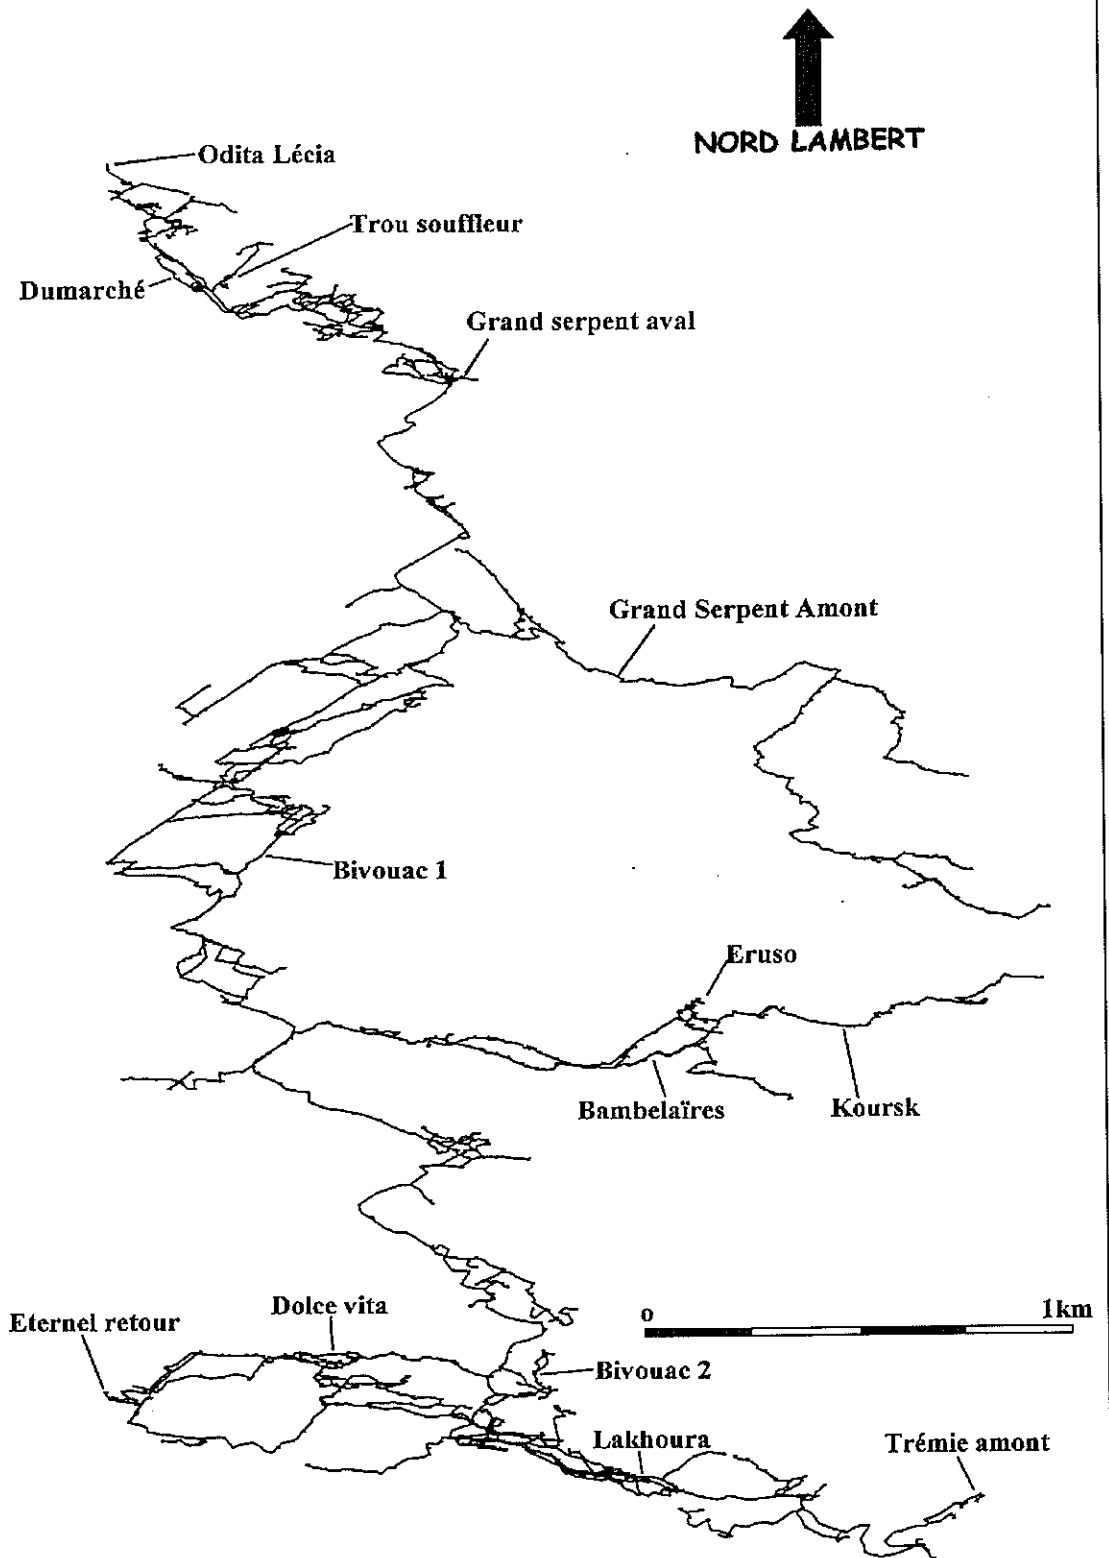 NORD LAMBERT
Odita Lécia
Trou souffleur
Dumarché
Grand serpent aval
Grand Serpent Amont
Bivouac 1
Eruso
Bambelaïres
Koursk
o
1km
Dolce vita
Eternel retour
Bivouac 2
Lakhoura
Trémie amont